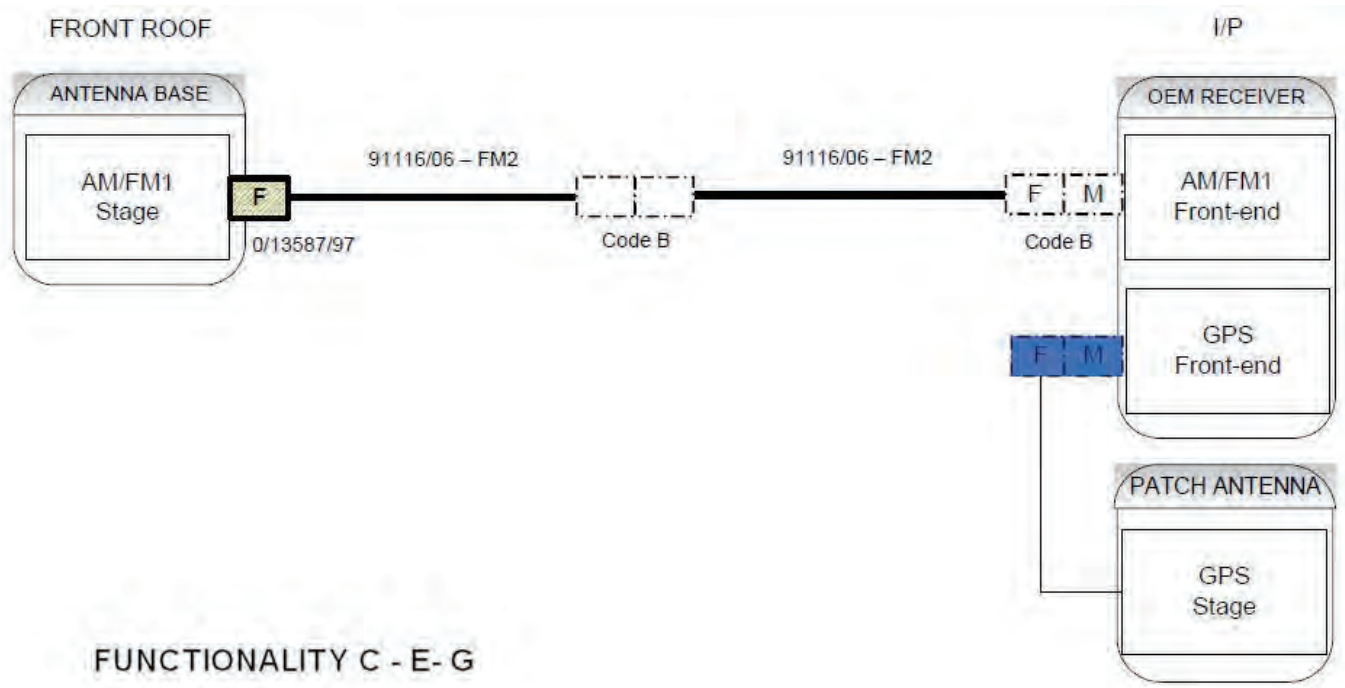 FRONT ROOF
I/P
ANTENNA BASE
OEM RECEIVER
91116/06 – FM2
91116/06 – FM2
AM/FM1
Stage
F
F M
AM/FM1
Front-end
0/13587/97
Code B
Code B
GPS
Front-end
F M
PATCH ANTENNA
GPS
Stage
FUNCTIONALITY C - E- G